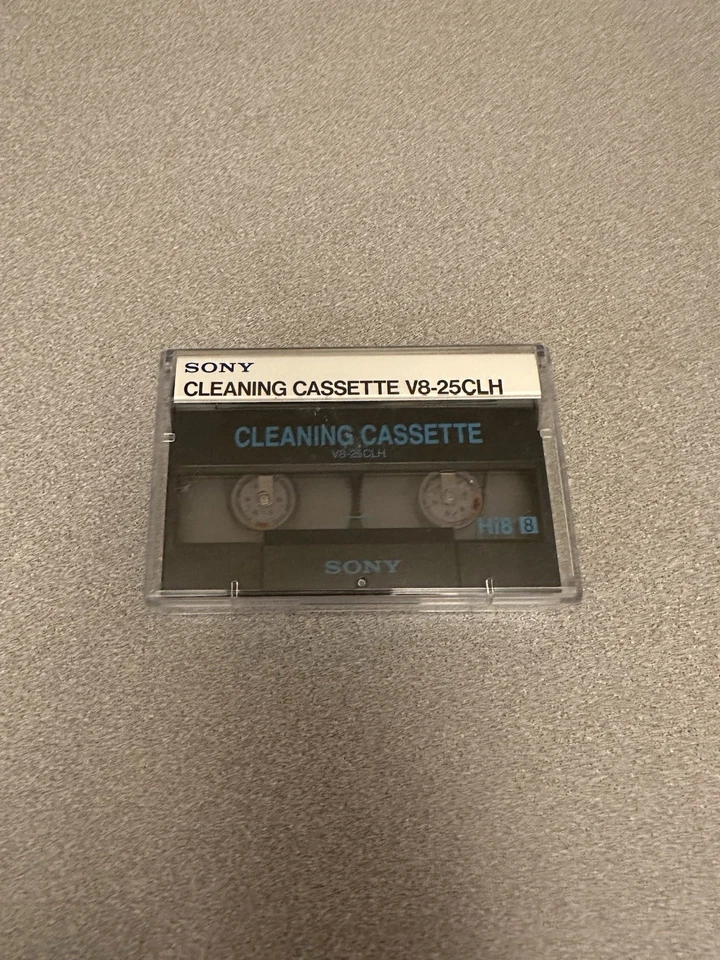 SONY
CLEANING CASSETTE V8-25CLH
CLEANING CASSETTE
V8-25CLH
Hi8 8
SONY